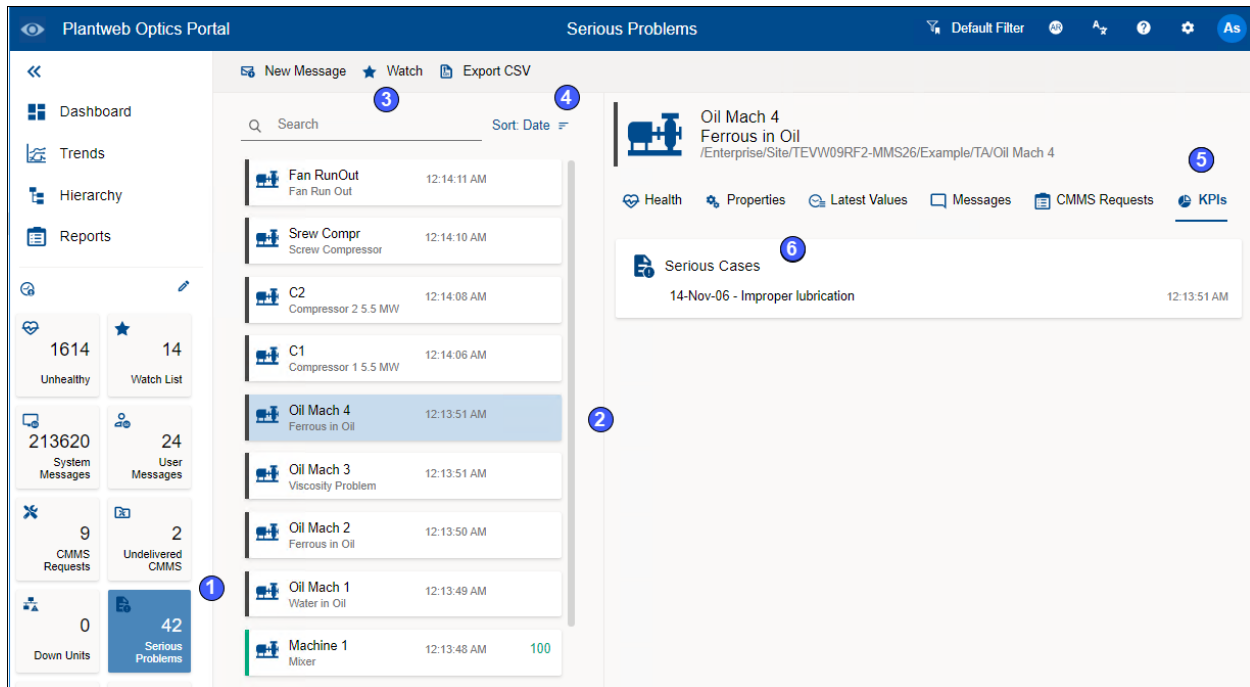 Plantweb Optics Portal
Serious Problems
Default Filter
AR
As
New Message
Watch
Export CSV
Dashboard
Trends
Hierarchy
Reports
1614
Unhealthy
14
Watch List
213620
System
Messages
24
User
Messages
9
CMMS
Requests
2
Undelivered
CMMS
1
0
Down Units
42
Serious
Problems
3
4
Search
Sort: Date
Fan RunOut
12:14:11 AM
Fan Run Out
Srew Compr
12:14:10 AM
Screw Compressor
C2
12:14:08 AM
Compressor 2 5.5 MW
C1
12:14:06 AM
Compressor 1 5.5 MW
Oil Mach 4
12:13:51 AM
Ferrous in Oil
2
Oil Mach 3
12:13:51 AM
Viscosity Problem
Oil Mach 2
12:13:50 AM
Ferrous in Oil
Oil Mach 1
12:13:49 AM
Water in Oil
Machine 1
12:13:48 AM
100
Mixer
Oil Mach 4
Ferrous in Oil
/Enterprise/Site/TEVW09RF2-MMS26/Example/TA/Oil Mach 4
5
Health
Properties
Latest Values
Messages
CMMS Requests
KPIs
6
Serious Cases
14-Nov-06 - Improper lubrication
12:13:51 AM